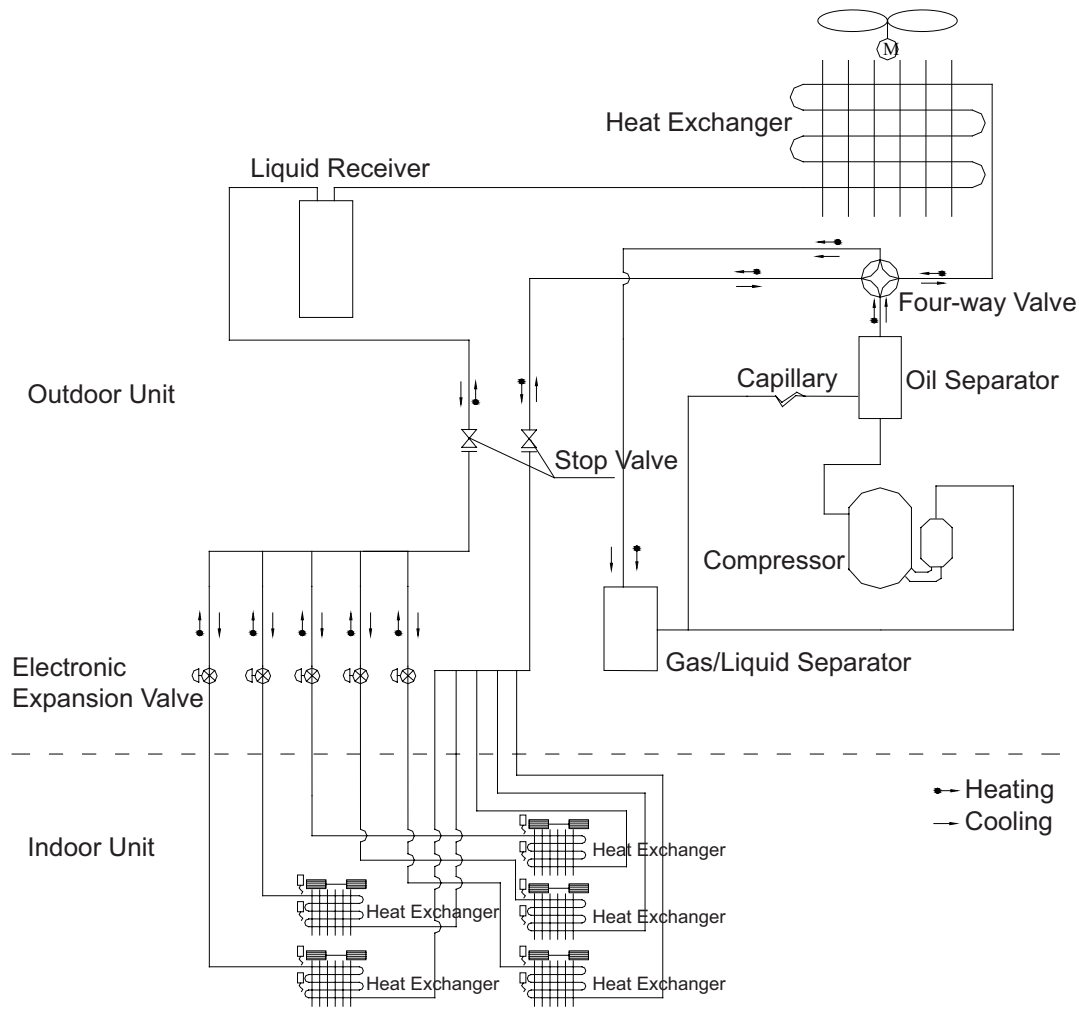 M
Heat Exchanger
Liquid Receiver
Four-way Valve
Outdoor Unit
Capillary
Oil Separator
Stop Valve
Compressor
Electronic
Expansion Valve
Gas/Liquid Separator
Heating
Cooling
Indoor Unit
Heat Exchanger
Heat Exchanger
Heat Exchanger
Heat Exchanger
Heat Exchanger